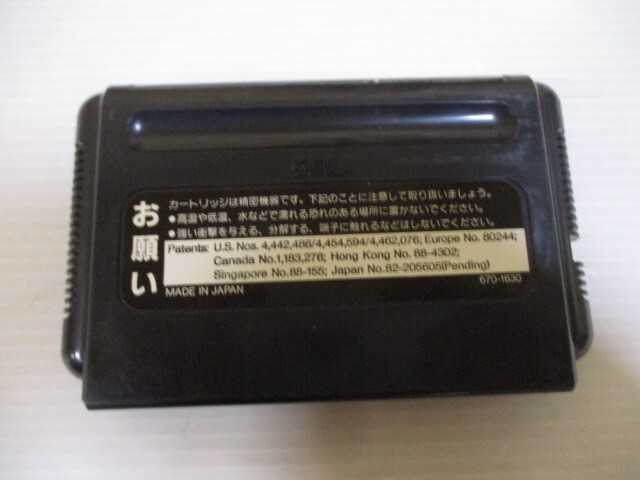 SEGA
お願い
カートリッジは精密機器です。下記のことに注意して取り扱いましょう。
●高温や低温、水などで濡れる恐れのある場所に置かないでください。
●強い衝撃を与える、分解する、端子に触れるなどはしないでください。
Patents: U.S. Nos. 4,442,486/4,454,594/4,462,076; Europe No. 80244;
Canada No.1,183,276; Hong Kong No. 88-4302;
Singapore No.88-155; Japan No.82-205605(Pending)
MADE IN JAPAN
670-1630